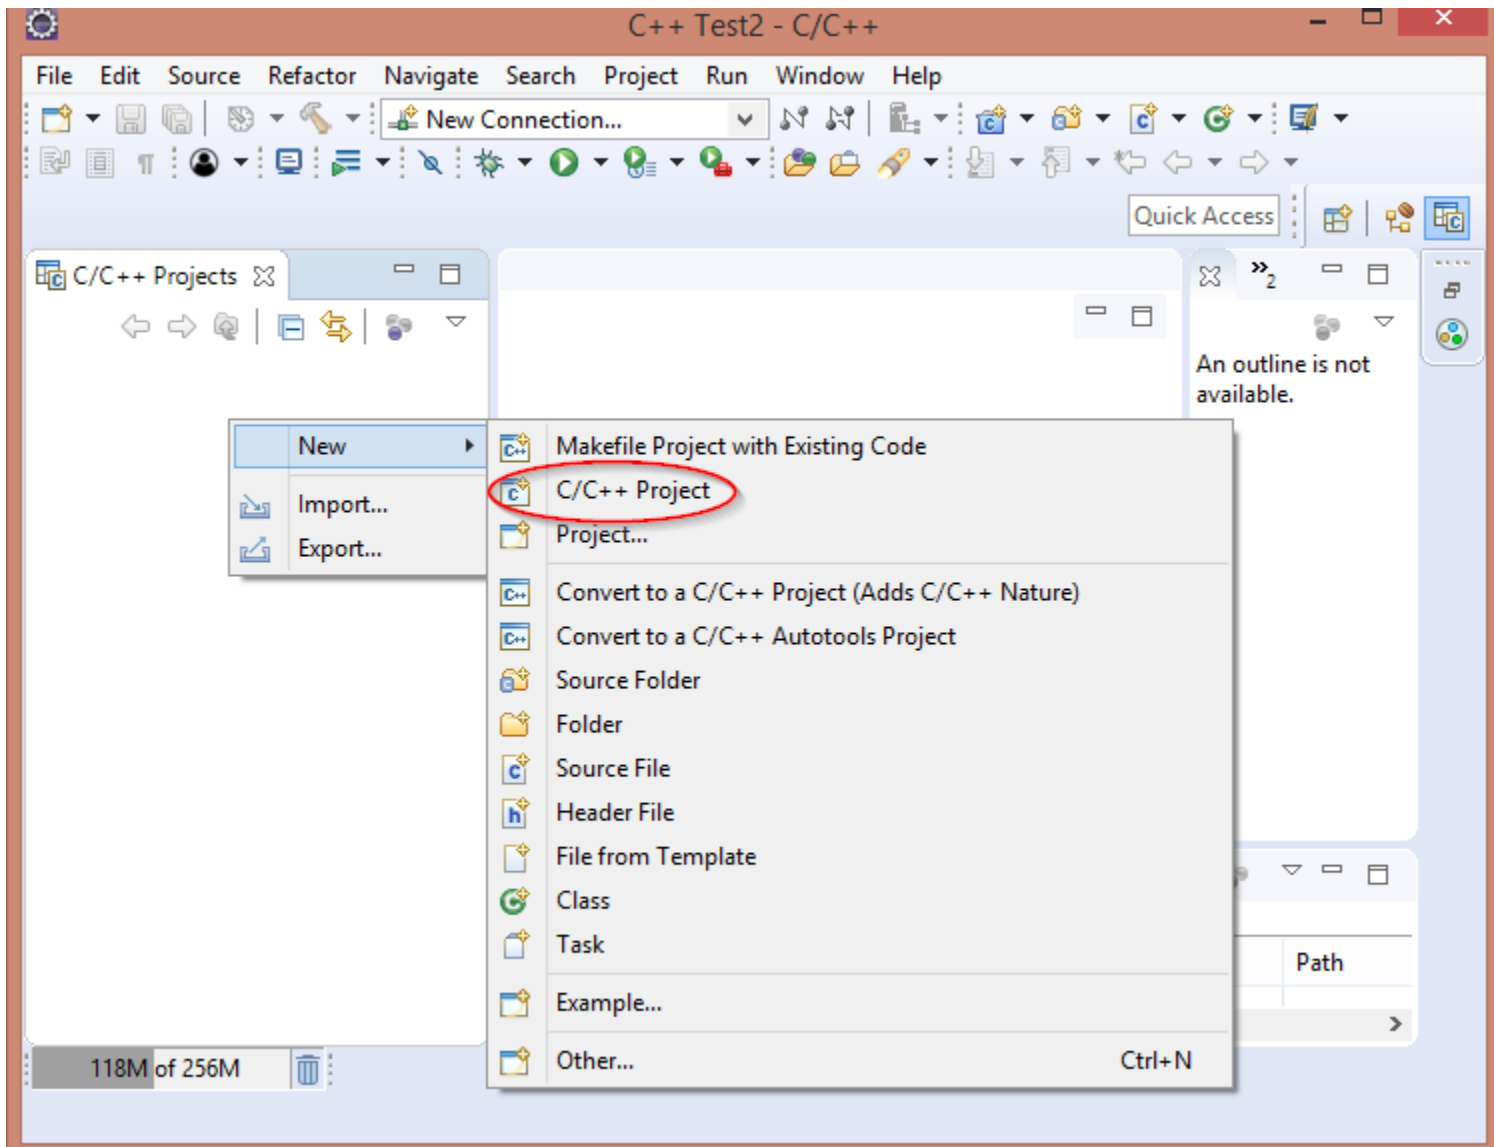 C++ Test2 - C/C++
File Edit Source Refactor Navigate Search Project Run Window Help
New Connection...
Quick Access
C/C++ Projects
2
An outline is not
available.
New
Import...
Export...
Makefile Project with Existing Code
C/C++ Project
Project...
Convert to a C/C++ Project (Adds C/C++ Nature)
Convert to a C/C++ Autotools Project
Source Folder
Folder
Source File
Header File
File from Template
Class
Task
Example...
Other... Ctrl+N
Path
118M of 256M